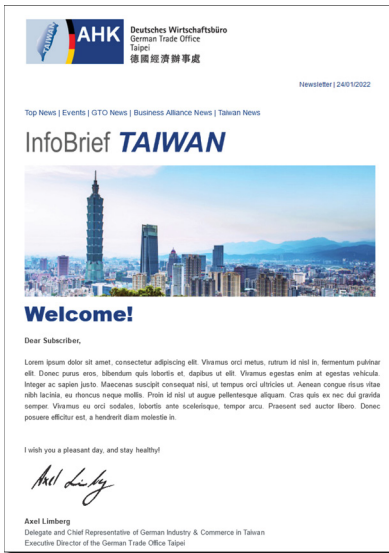 TAIWAN
AHK
Deutsches Wirtschaftsbüro
German Trade Office
Taipei
德國經濟辦事處
Newsletter | 24/01/2022
Top News | Events | GTO News | Business Alliance News | Taiwan News
InfoBrief TAIWAN
Welcome!
Dear Subscriber,
Lorem ipsum dolor sit amet, consectetur adipiscing elit. Vivamus orci metus, rutrum id nisl in, fermentum pulvinar
elit. Donec purus eros, bibendum quis lobortis et, dapibus ut elit. Vivamus egestas enim at egestas vehicula.
Integer ac sapien justo. Maecenas suscipit consequat nisi, ut tempus orci ultricies ut. Aenean congue risus vitae
nibh lacinia, eu rhoncus neque mollis. Proin id nisl ut augue pellentesque aliquam. Cras quis ex nec dui gravida
semper. Vivamus eu orci sodales, lobortis ante scelerisque, tempor arcu. Praesent sed auctor libero. Donec
posuere efficitur est, a hendrerit diam molestie in.
I wish you a pleasant day, and stay healthy!
Axel Limberg
Delegate and Chief Representative of German Industry & Commerce in Taiwan
Executive Director of the German Trade Office Taipei